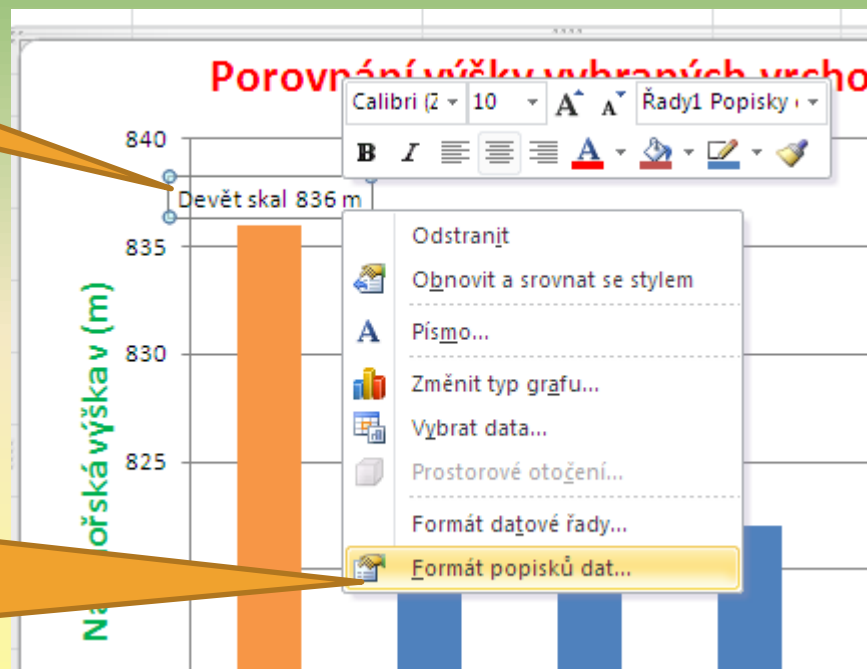 Porovnání výšky vybraných vrcho
Calibri (Z 10 A A Řady1 Popisky
B I A
840
Devět skal 836 m
835
830
825
Odstranit
Obnovit a srovnat se stylem
A Písmo...
Změnit typ grafu...
Vybrat data...
Prostorové otočení...
Formát datové řady...
Formát popisků dat...
ořská výška v (m)